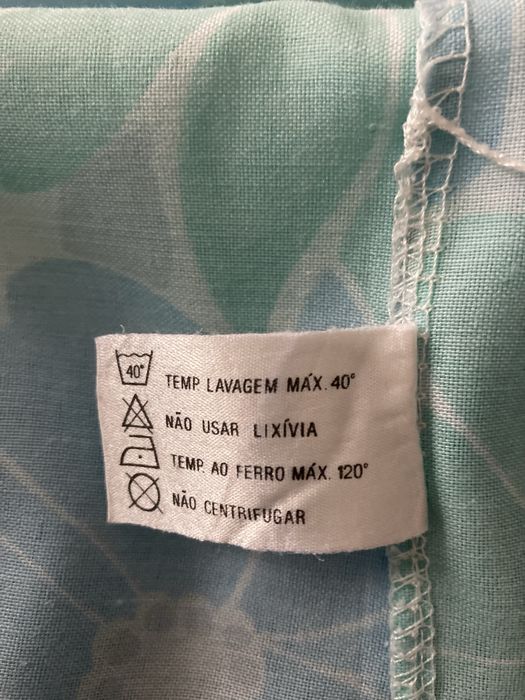 40° TEMP LAVAGEM MÁX. 40°
NÃO USAR LIXÍVIA
TEMP. AO FERRO MÁX. 120°
NÃO CENTRIFUGAR